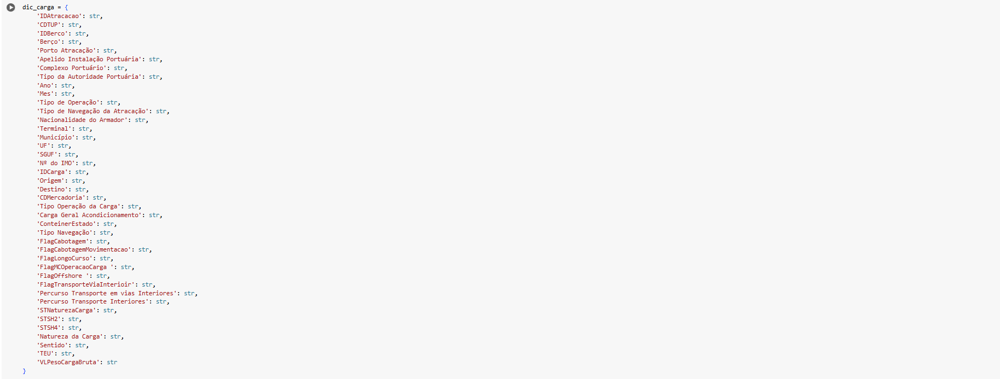 dic_carga = {
'IDAtracacao': str,
'CDTUP': str,
'IDBerco': str,
'Berço': str,
'Porto Atracação': str,
'Apelido Instalação Portuária': str,
'Complexo Portuário': str,
'Tipo da Autoridade Portuária': str,
'Ano': str,
'Mes': str,
'Tipo de Operação': str,
'Tipo de Navegação da Atracação': str,
'Nacionalidade do Armador': str,
'Terminal': str,
'Município': str,
'UF': str,
'SGUF': str,
'Nº do IMO': str,
'IDCarga': str,
'Origem': str,
'Destino': str,
'CDMercadoria': str,
'Tipo Operação da Carga': str,
'Carga Geral Acondicionamento': str,
'ConteinerEstado': str,
'Tipo Navegação': str,
'FlagCabotagem': str,
'FlagCabotagemMovimentacao': str,
'FlagLongoCurso': str,
'FlagMCOperacaoCarga ': str,
'FlagOffshore ': str,
'FlagTransporteViaInterioir': str,
'Percurso Transporte em vias Interiores': str,
'Percurso Transporte Interiores': str,
'STNaturezaCarga': str,
'STSH2': str,
'STSH4': str,
'Natureza da Carga': str,
'Sentido': str,
'TEU': str,
'VLPesoCargaBruta': str
}